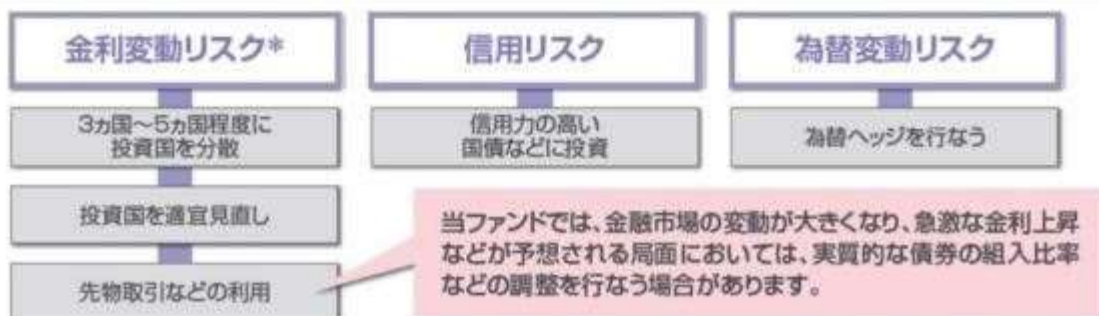 金利変動リスク*
信用リスク
為替変動リスク
3ヵ国～5ヵ国程度に
投資国を分散
信用力の高い
国債などに投資
為替ヘッジを行なう
投資国を適宜見直し
先物取引などの利用
当ファンドでは、金融市場の変動が大きくなり、急激な金利上昇
などが予想される局面においては、実質的な債券の組入比率
などの調整を行なう場合があります。